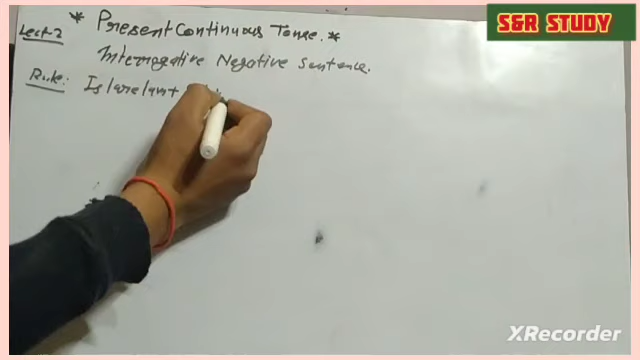 S&R STUDY
Lect-2 * Present Continuous Tense. *
Interrogative Negative Sentence.
Rule: Is/are/am +
XRecorder